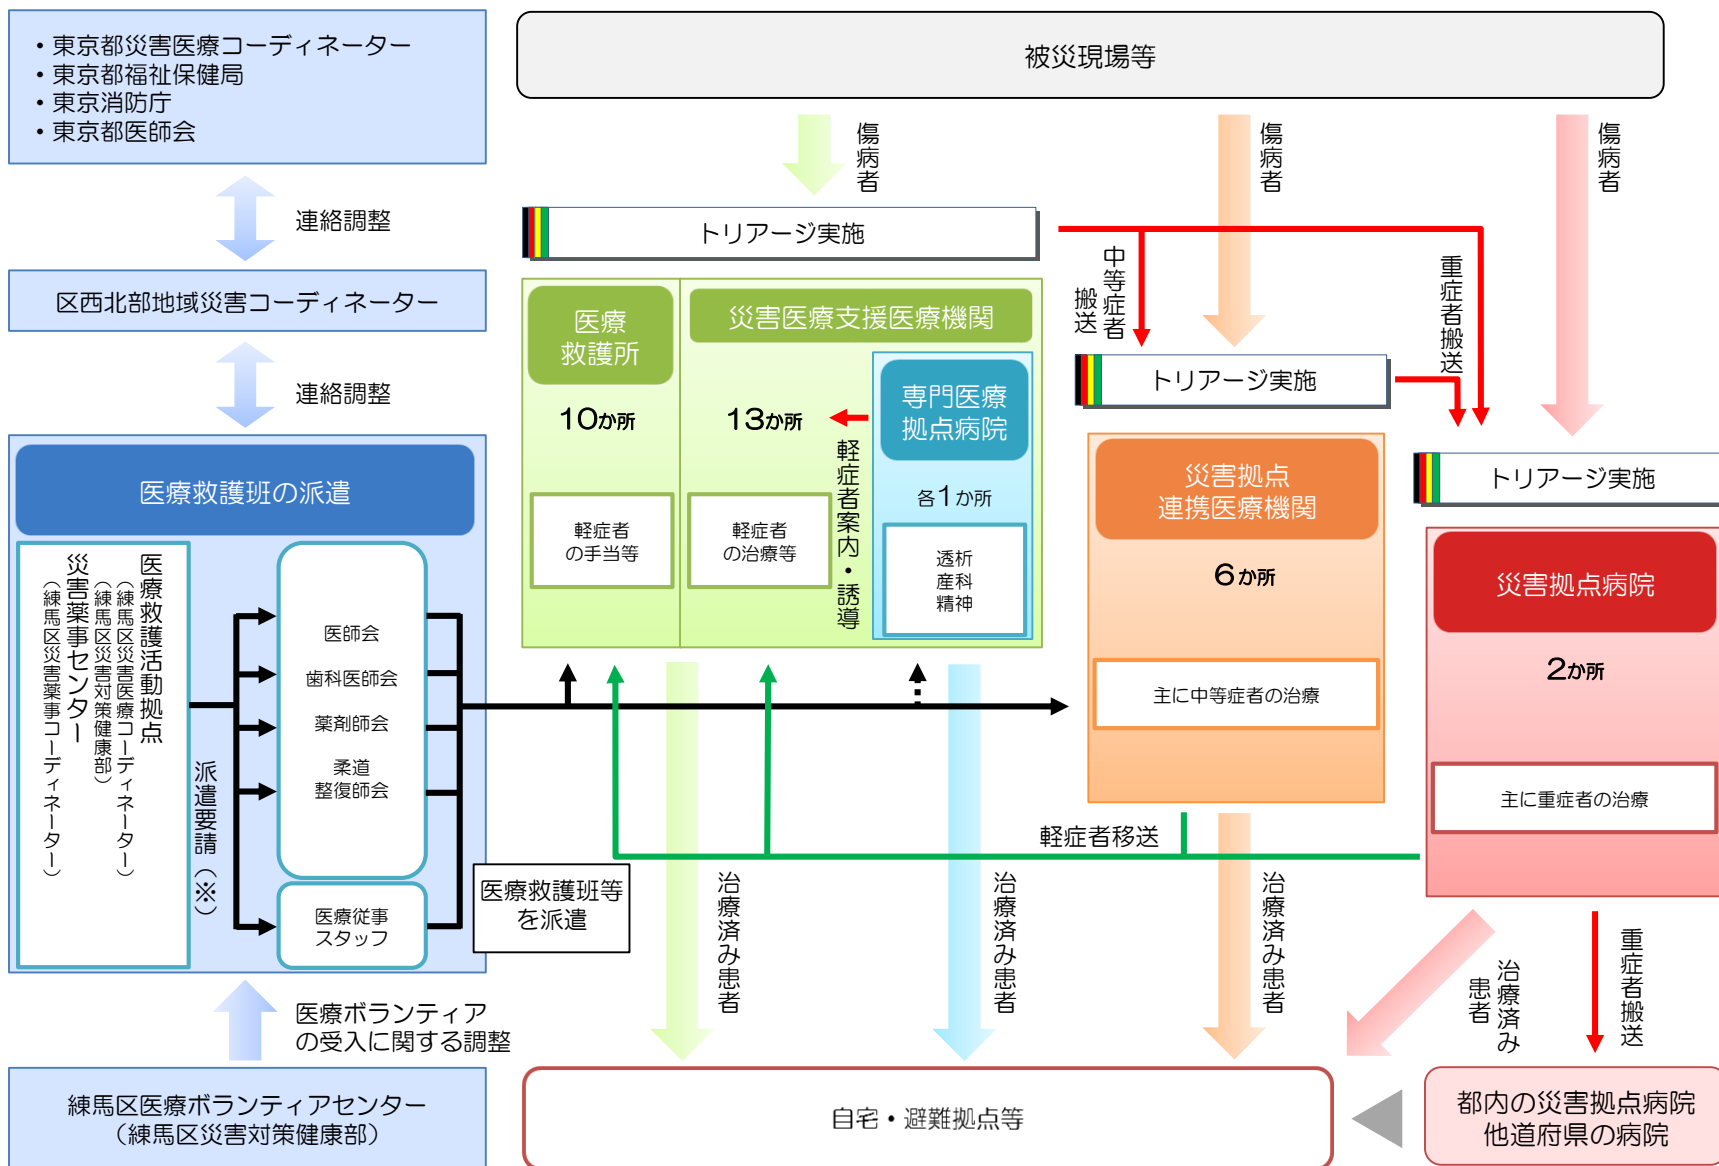 ・東京都災害医療コーディネーター
・東京都福祉保健局
・東京消防庁
・東京都医師会
連絡調整
区西北部地域災害コーディネーター
連絡調整
医療救護班の派遣
医療救護活動拠点
（練馬区災害医療コーディネーター）
（練馬区災害対策健康部）
災害薬事センター
（練馬区災害薬事コーディネーター）
派遣要請（※）
医師会
歯科医師会
薬剤師会
柔道
整復師会
医療従事
スタッフ
医療救護班等
を派遣
医療ボランティア
の受入に関する調整
練馬区医療ボランティアセンター
（練馬区災害対策健康部）
被災現場等
傷病者
傷病者
傷病者
トリアージ実施
中等症者
搬送
重症者搬送
医療
救護所
10か所
軽症者
の手当等
災害医療支援医療機関
13か所
軽症者
の治療等
軽症者案内・誘導
専門医療
拠点病院
各1か所
透析
産科
精神
トリアージ実施
災害拠点
連携医療機関
6か所
主に中等症者の治療
トリアージ実施
災害拠点病院
2か所
主に重症者の治療
軽症者移送
治療済み患者
治療済み患者
治療済み患者
治療済み
患者
重症者搬送
自宅・避難拠点等
都内の災害拠点病院
他道府県の病院